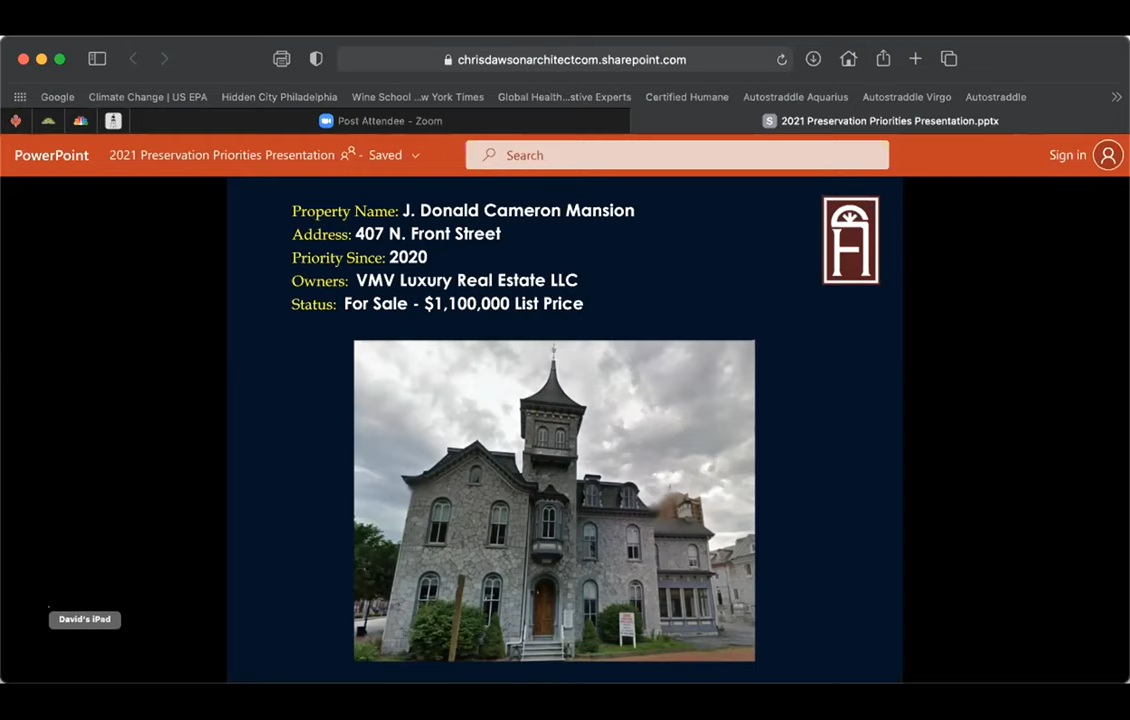 chrisdawsonarchitectcom.sharepoint.com
Google Climate Change | US EPA Hidden City Philadelphia Wine School ...w York Times Global Health...stive Experts Certified Humane Autostraddle Aquarius Autostraddle Virgo Autostraddle
Post Attendee - Zoom
S 2021 Preservation Priorities Presentation.pptx
PowerPoint 2021 Preservation Priorities Presentation - Saved Search Sign in
Property Name: J. Donald Cameron Mansion
Address: 407 N. Front Street
Priority Since: 2020
Owners: VMV Luxury Real Estate LLC
Status: For Sale - $1,100,000 List Price
David's iPad